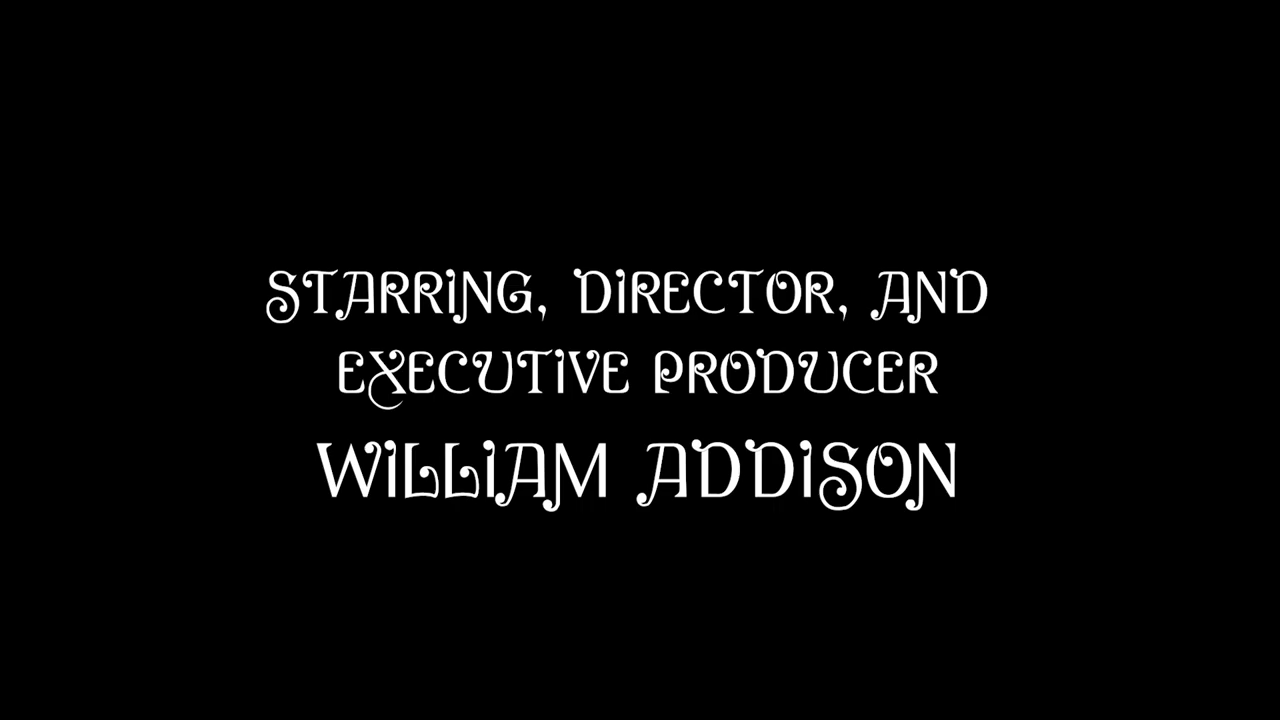 STARRING, DIRECTOR, AND
EXECUTIVE PRODUCER
WILLIAM ADDISON